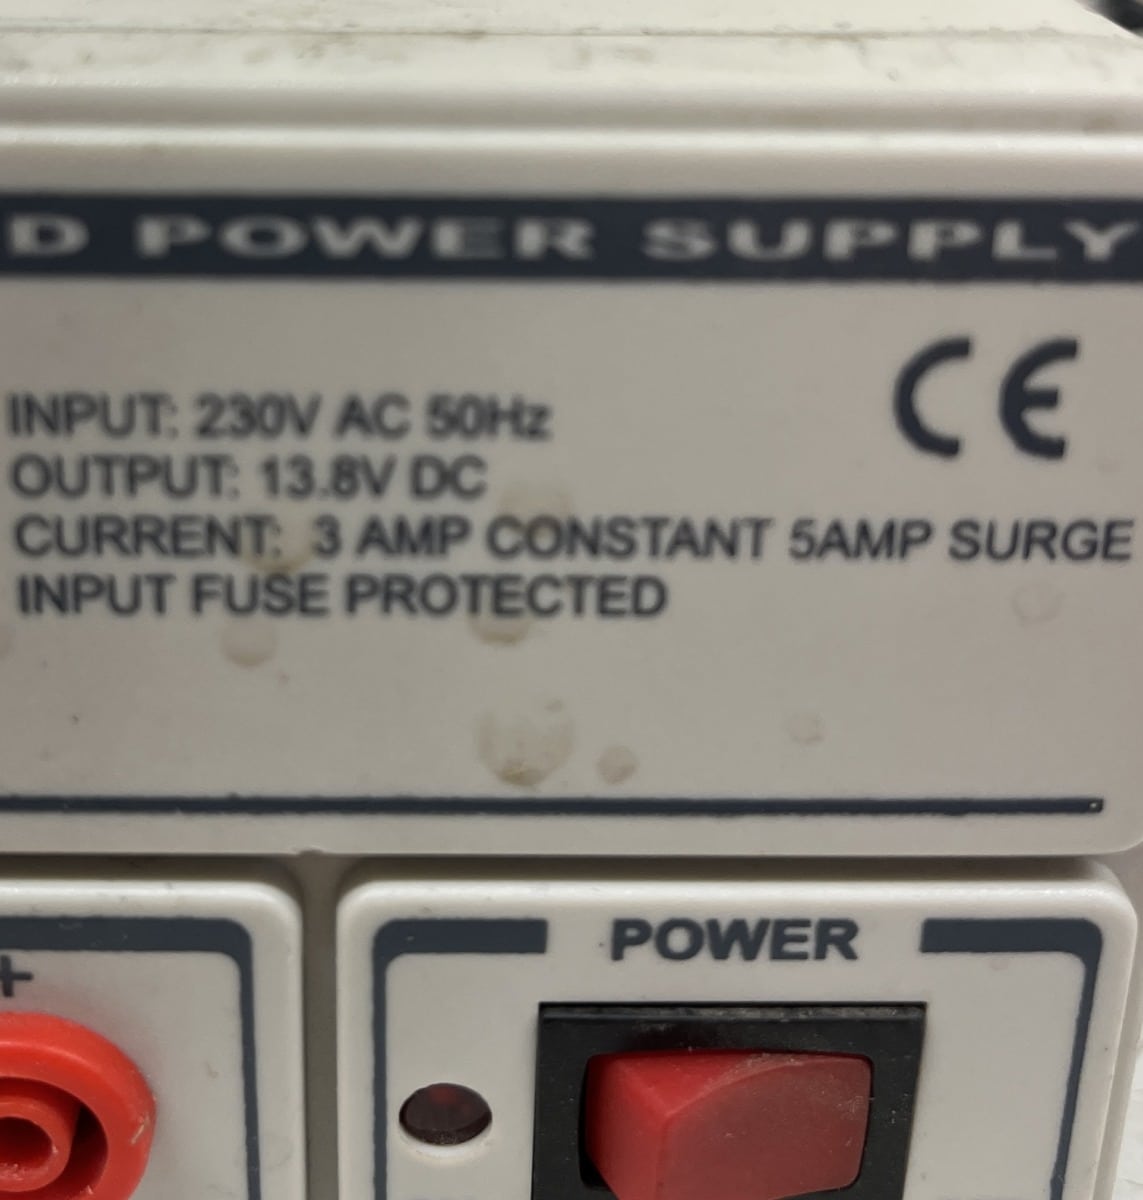 D POWER SUPPLY
CE
INPUT: 230V AC 50Hz
OUTPUT: 13.8V DC
CURRENT: 3 AMP CONSTANT 5AMP SURGE
INPUT FUSE PROTECTED
POWER
+